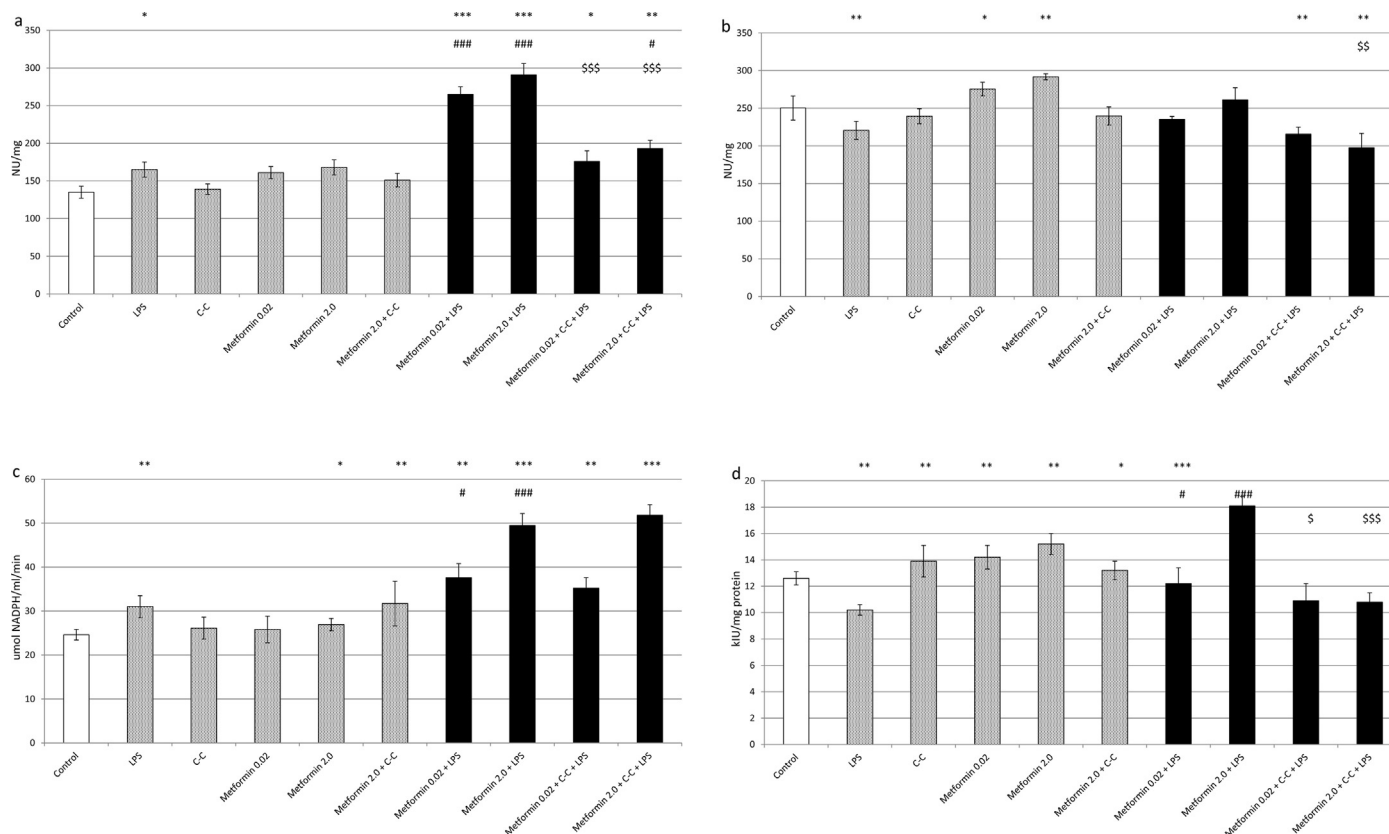 a
* *** *** * **
### ### #
$$$ $$$
350
300
250
200
150
100
50
0
NU/mg
Control
LPS
C-C
Metformin 0.02
Metformin 2.0
Metformin 2.0 + C-C
Metformin 0.02 + LPS
Metformin 2.0 + LPS
Metformin 0.02 + C-C + LPS
Metformin 2.0 + C-C + LPS
b
** * ** ** **
$$
350
300
250
200
150
100
50
0
NU/mg
Control
LPS
C-C
Metformin 0.02
Metformin 2.0
Metformin 2.0 + C-C
Metformin 0.02 + LPS
Metformin 2.0 + LPS
Metformin 0.02 + C-C + LPS
Metformin 2.0 + C-C + LPS
c
** * ** ** *** ** ***
# ###
60
50
40
30
20
10
0
umol NADPH/ml/min
Control
LPS
C-C
Metformin 0.02
Metformin 2.0
Metformin 2.0 + C-C
Metformin 0.02 + LPS
Metformin 2.0 + LPS
Metformin 0.02 + C-C + LPS
Metformin 2.0 + C-C + LPS
d
** ** ** ** * ***
# ###
$ $$$
20
18
16
14
12
10
8
6
4
2
0
kIU/mg protein
Control
LPS
C-C
Metformin 0.02
Metformin 2.0
Metformin 2.0 + C-C
Metformin 0.02 + LPS
Metformin 2.0 + LPS
Metformin 0.02 + C-C + LPS
Metformin 2.0 + C-C + LPS